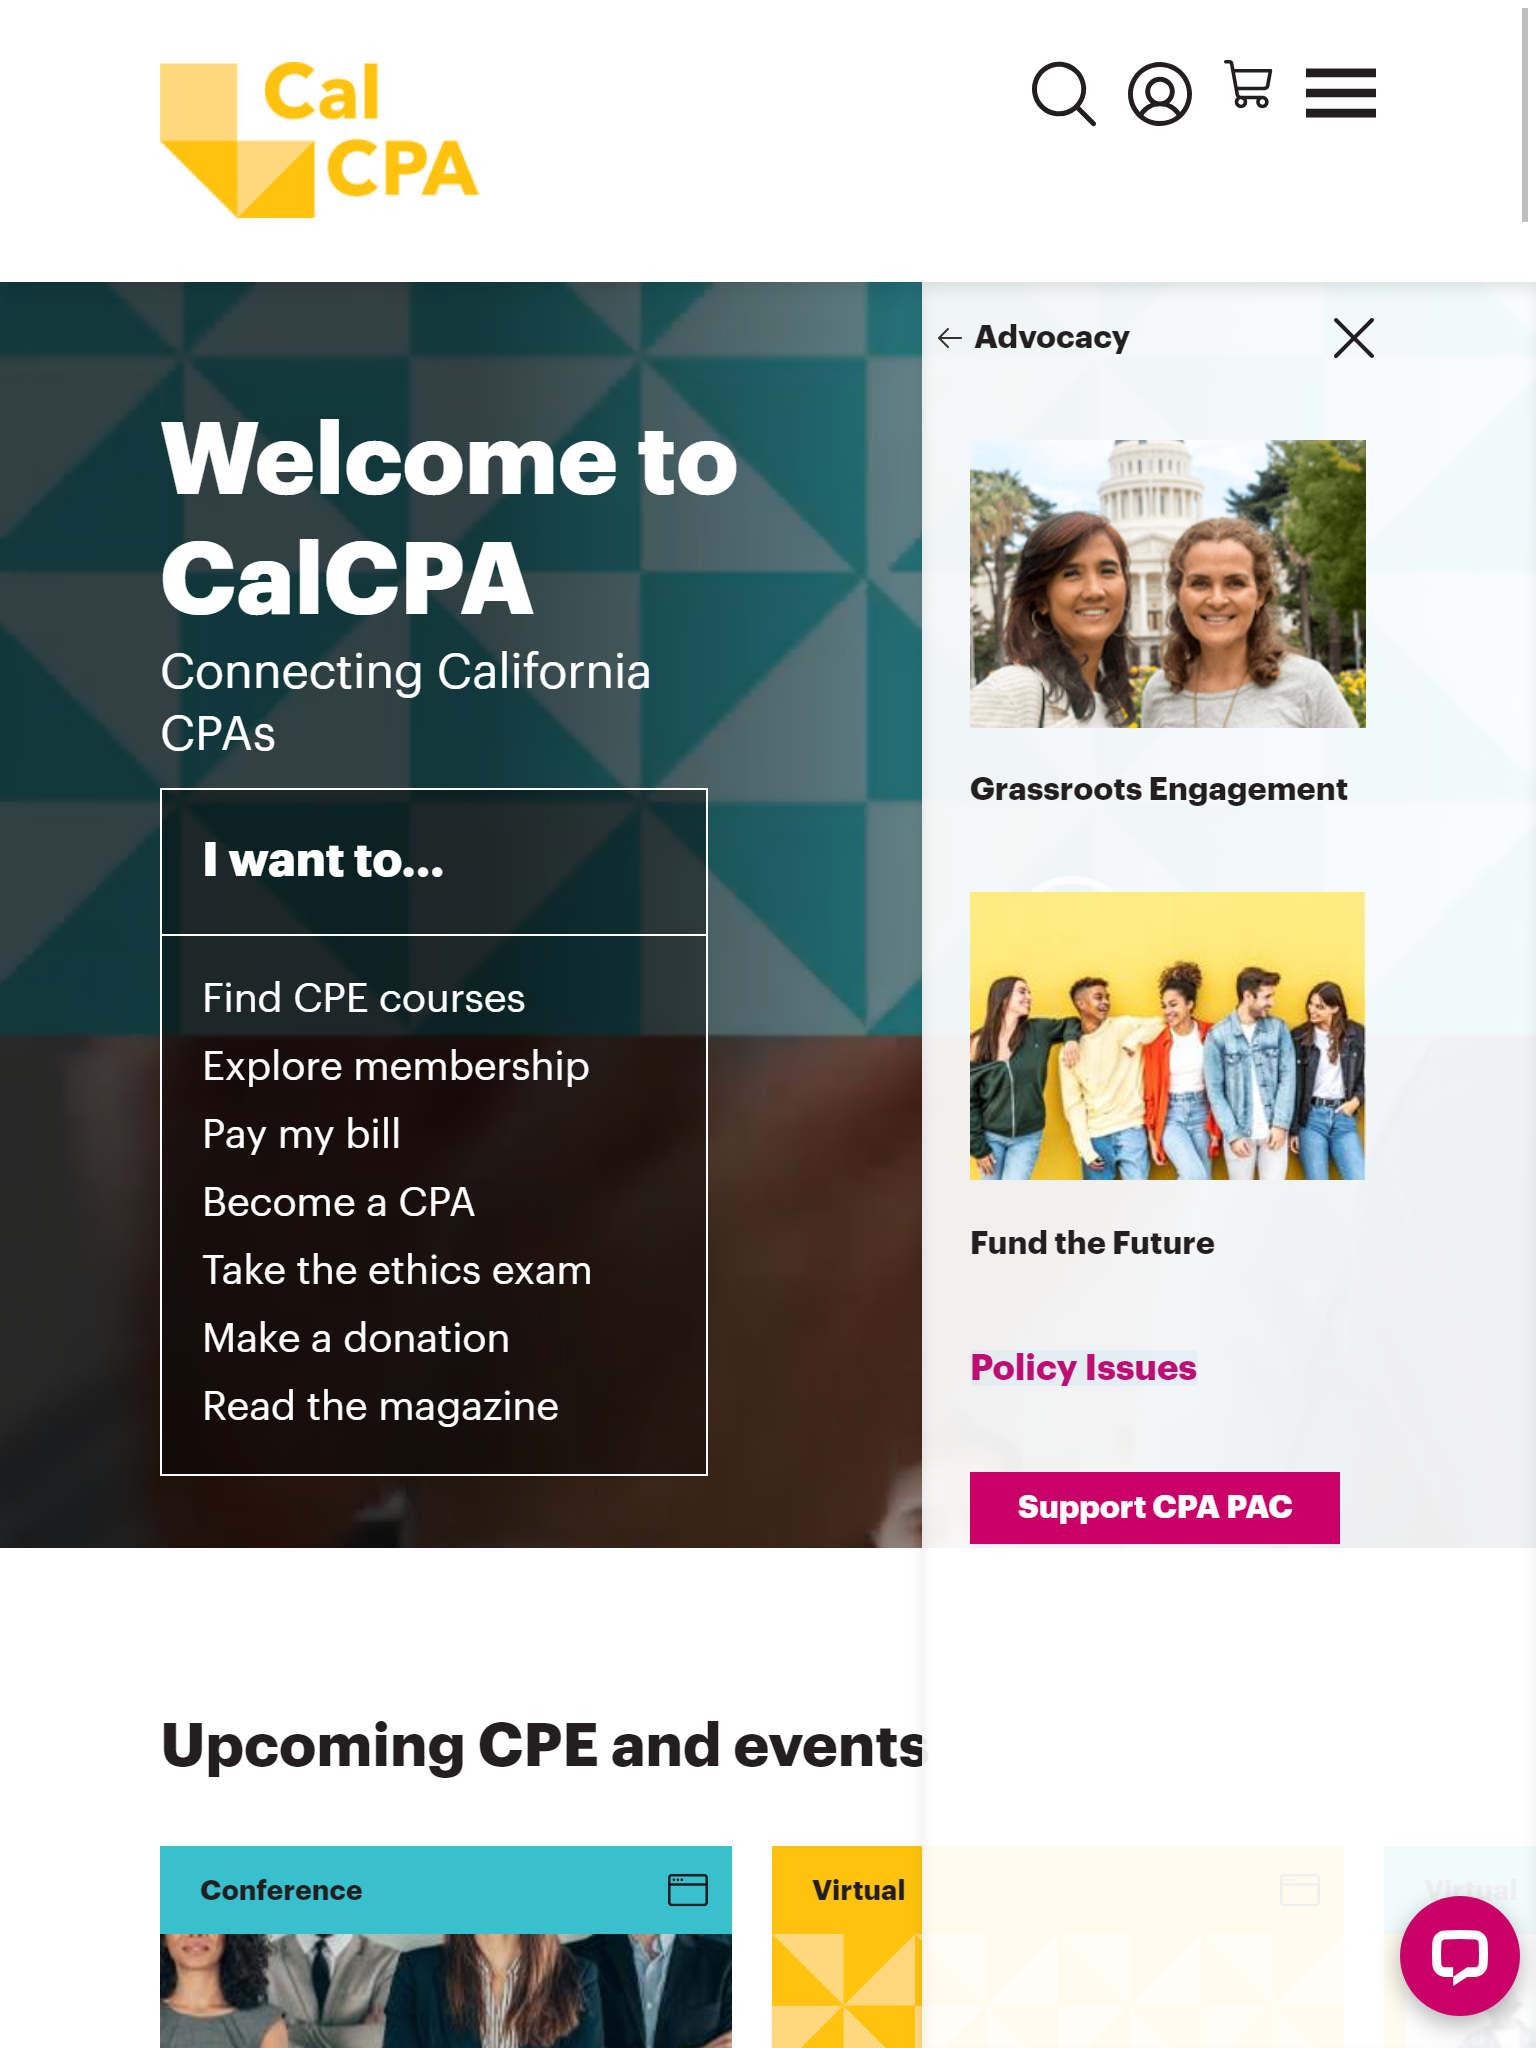 Cal
CPA
Advocacy
Welcome to
CalCPA
Connecting California
CPAs
I want to...
Find CPE courses
Explore membership
Pay my bill
Become a CPA
Take the ethics exam
Make a donation
Read the magazine
Grassroots Engagement
Fund the Future
Policy Issues
Support CPA PAC
Upcoming CPE and events
Conference
Virtual
Virtual